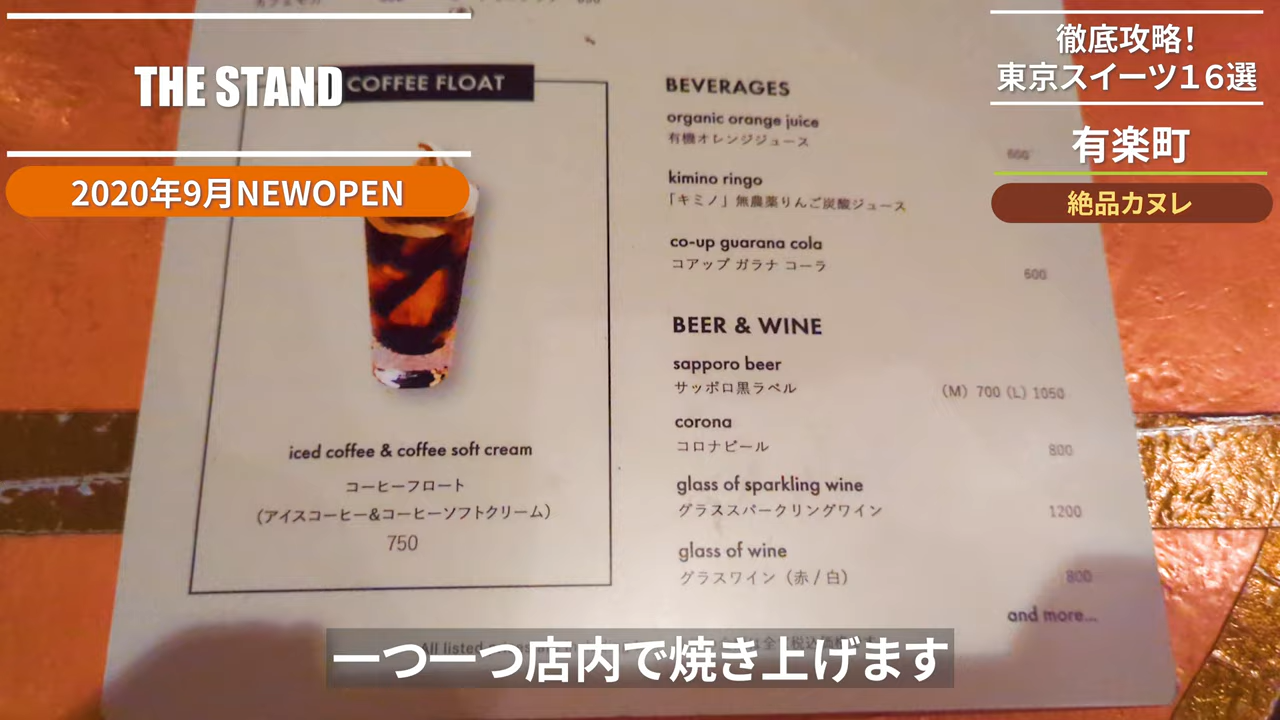 THE STAND
2020年9月NEWOPEN
徹底攻略!
東京スイーツ16選
有楽町
絶品カヌレ
COFFEE FLOAT
iced coffee & coffee soft cream
コーヒーフロート
(アイスコーヒー&コーヒーソフトクリーム)
750
BEVERAGES
organic orange juice
有機オレンジジュース
600
kimino ringo
「キミノ」無農薬りんご炭酸ジュース
co-up guarana cola
コアップ ガラナ コーラ
600
BEER & WINE
sapporo beer
サッポロ黒ラベル
(M) 700 (L) 1050
corona
コロナビール
800
glass of sparkling wine
グラススパークリングワイン
1200
glass of wine
グラスワイン (赤 / 白)
800
and more...
All listed
一つ一つ店内で焼き上げます